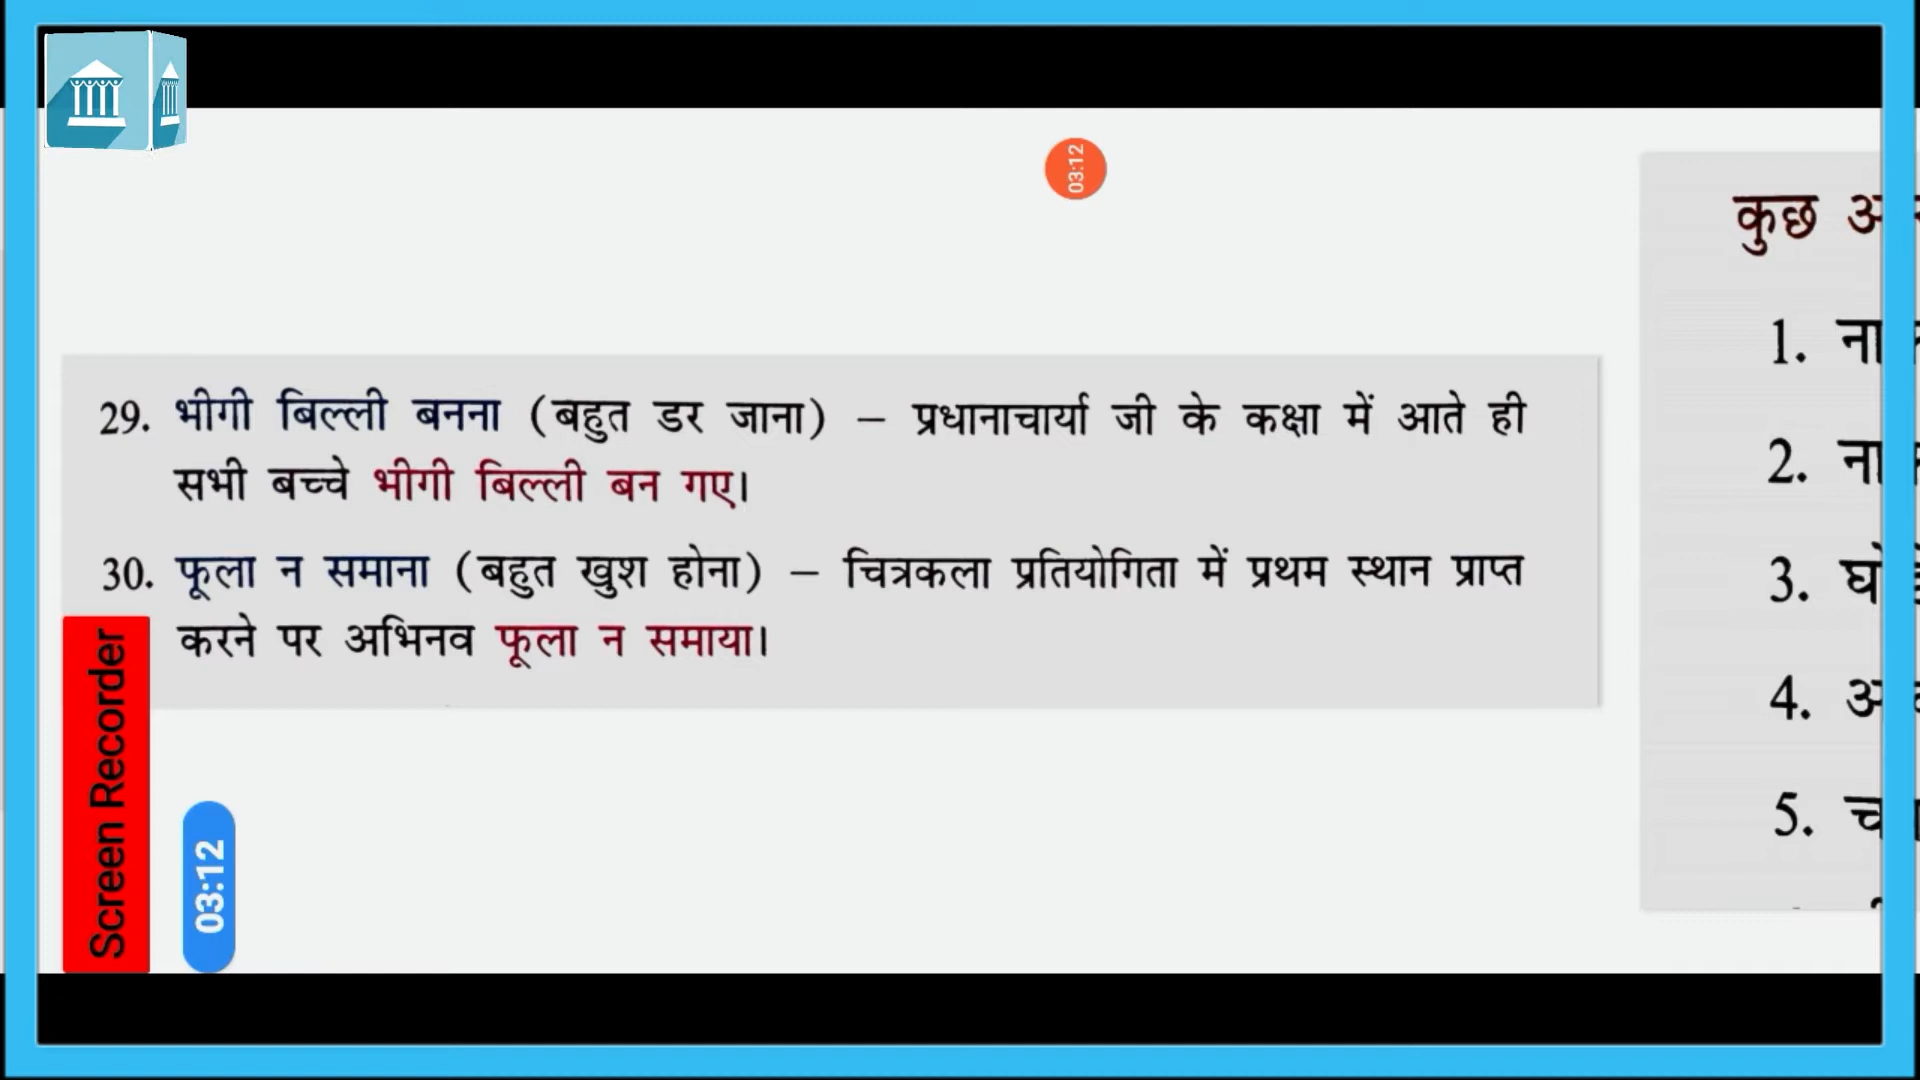 03:12
29. भीगी बिल्ली बनना (बहुत डर जाना) – प्रधानाचार्या जी के कक्षा में आते ही
सभी बच्चे भीगी बिल्ली बन गए।
30. फूला न समाना (बहुत खुश होना) – चित्रकला प्रतियोगिता में प्रथम स्थान प्राप्त
करने पर अभिनव फूला न समाया।
Screen Recorder
03:12
कुछ
1.
2.
3.
4.
5.